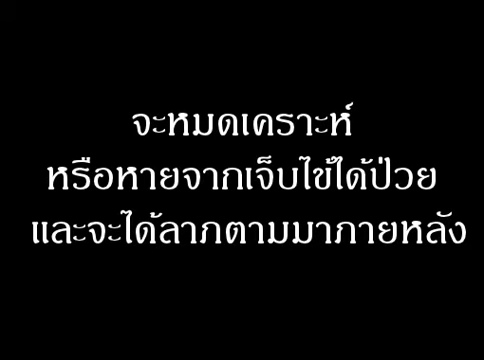 จะหมดเคราะห์
หรือหายจากเจ็บไข้ได้ป่วย
และจะได้ลาภตามมาภายหลัง